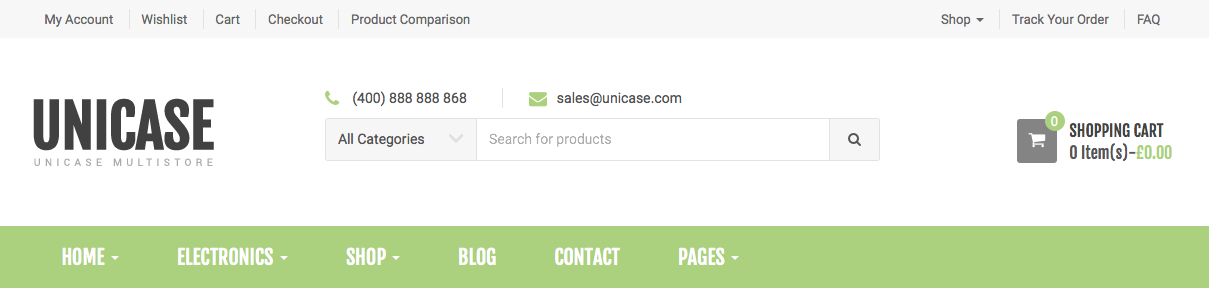 My Account Wishlist Cart Checkout Product Comparison Shop Track Your Order FAQ
UNICASE
UNICASE MULTISTORE
(400) 888 888 868 sales@unicase.com
All Categories Search for products
0
SHOPPING CART
0 Item(s)-£0.00
HOME ELECTRONICS SHOP BLOG CONTACT PAGES